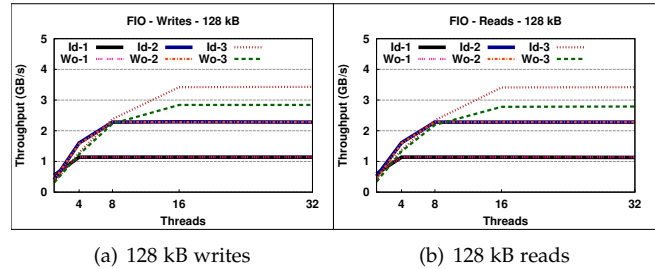 FIO - Writes - 128 kB
Throughput (GB/s)
5
4
3
2
1
0
Id-1 Id-2 Id-3
Wo-1 Wo-2 Wo-3
4 8 16 32
Threads
(a) 128 kB writes
FIO - Reads - 128 kB
Throughput (GB/s)
5
4
3
2
1
0
Id-1 Id-2 Id-3
Wo-1 Wo-2 Wo-3
4 8 16 32
Threads
(b) 128 kB reads